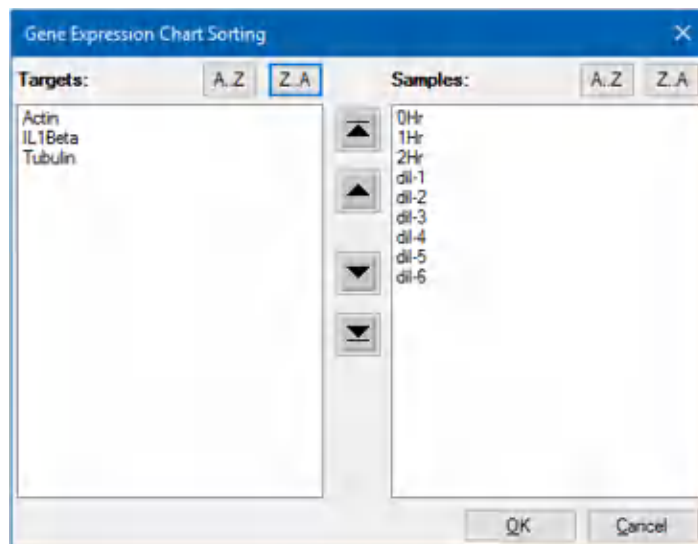 Gene Expression Chart Sorting
Targets: A..Z Z..A Samples: A..Z Z..A
Actin
IL1Beta
Tubulin
0Hr
1Hr
2Hr
dil-1
dil-2
dil-3
dil-4
dil-5
dil-6
OK Cancel